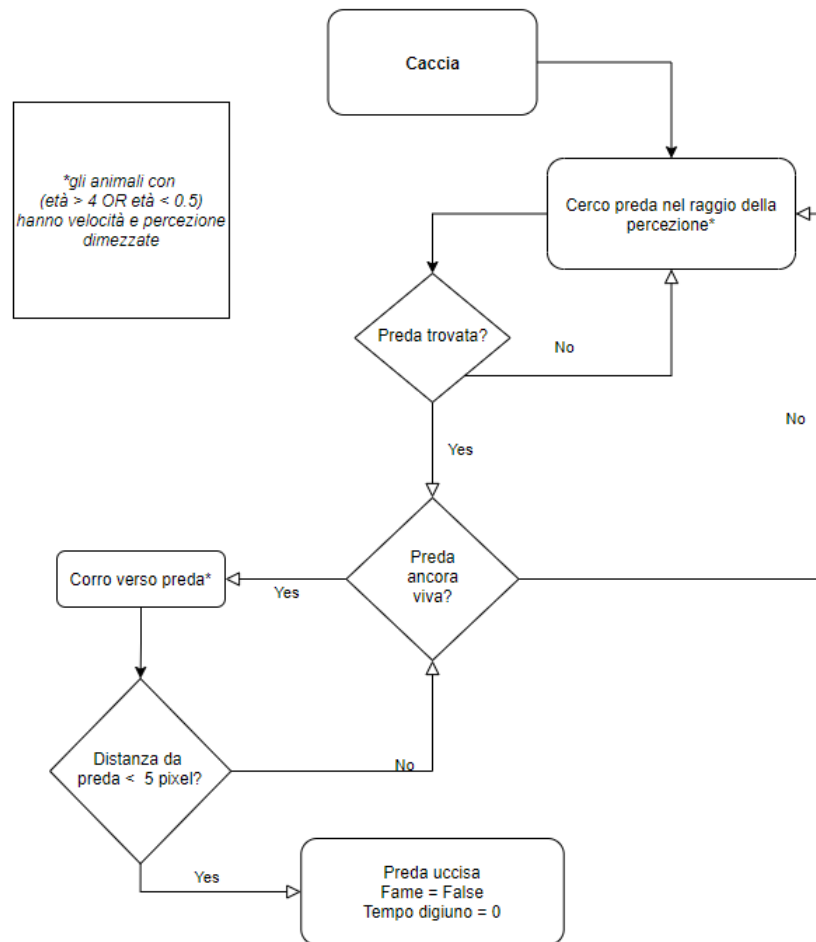 Caccia
*gli animali con
(età > 4 OR età < 0.5)
hanno velocità e percezione
dimezzate
Cerco preda nel raggio della
percezione*
Preda trovata?
No
No
Yes
Preda
ancora
viva?
Corro verso preda*
Yes
Distanza da
preda < 5 pixel?
No
Yes
Preda uccisa
Fame = False
Tempo digiuno = 0